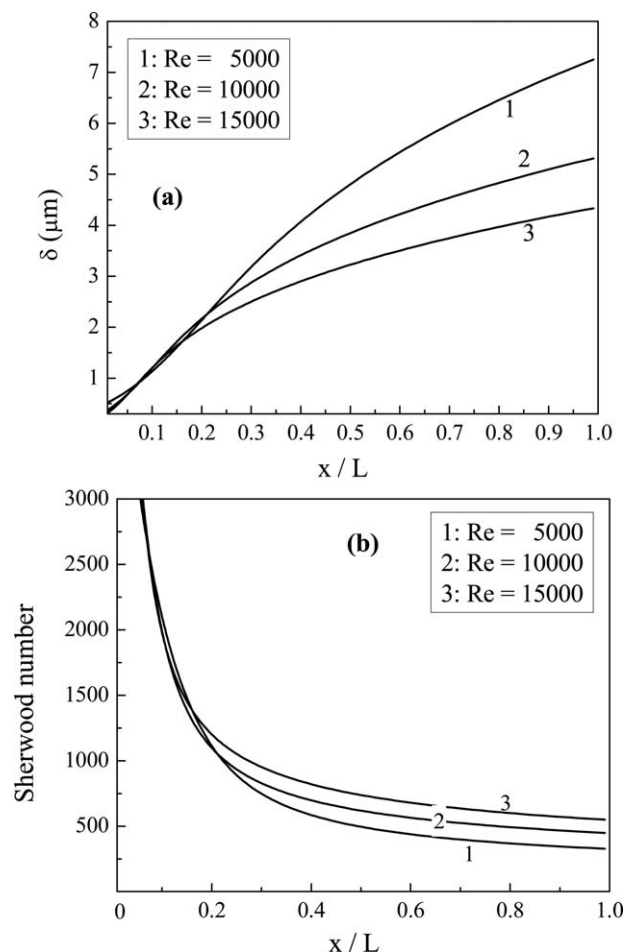 8
7
6
5
4
3
2
1
δ (μm)
1: Re = 5000
2: Re = 10000
3: Re = 15000
(a)
1
2
3
0.1 0.2 0.3 0.4 0.5 0.6 0.7 0.8 0.9 1.0
x / L
3000
2500
2000
1500
1000
500
Sherwood number
(b)
1: Re = 5000
2: Re = 10000
3: Re = 15000
3
2
1
0 0.2 0.4 0.6 0.8 1.0
x / L